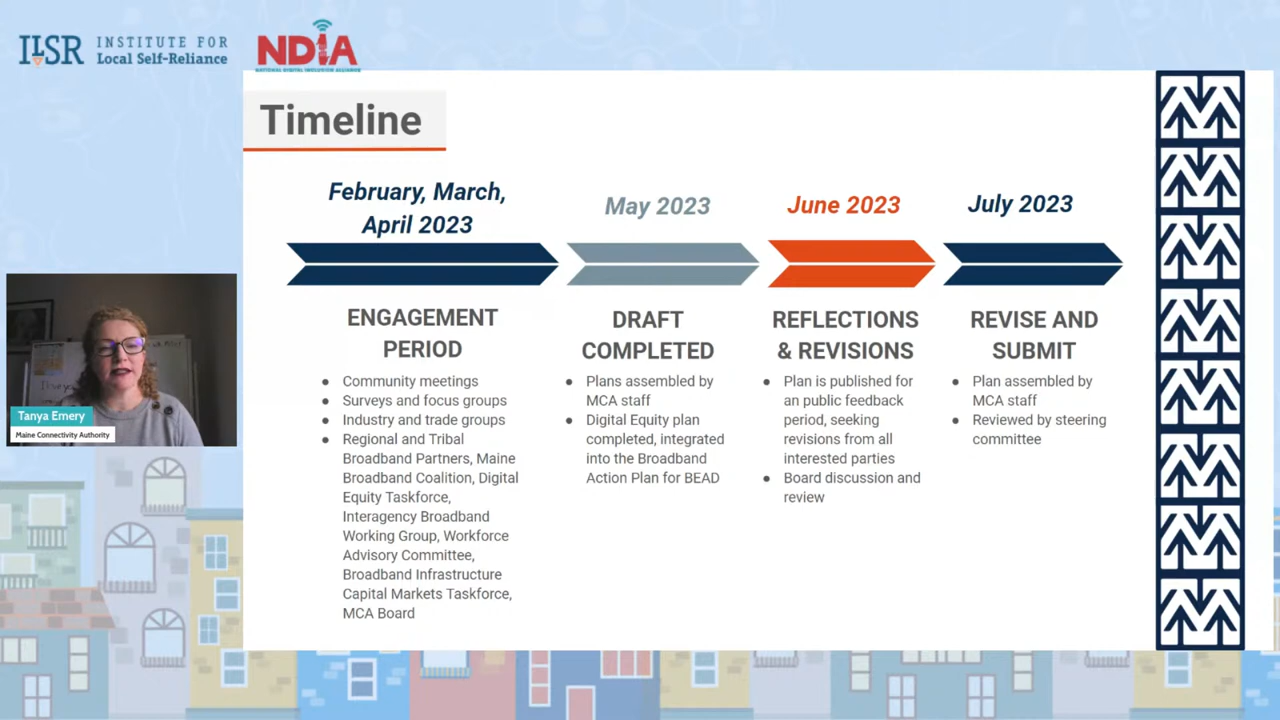 ILSR INSTITUTE FOR
Local Self-Reliance
NDiA
NATIONAL DIGITAL INCLUSION ALLIANCE
Timeline
February, March,
April 2023
ENGAGEMENT
PERIOD
● Community meetings
● Surveys and focus groups
● Industry and trade groups
● Regional and Tribal
Broadband Partners, Maine
Broadband Coalition, Digital
Equity Taskforce,
Interagency Broadband
Working Group, Workforce
Advisory Committee,
Broadband Infrastructure
Capital Markets Taskforce,
MCA Board
May 2023
DRAFT
COMPLETED
● Plans assembled by
MCA staff
● Digital Equity plan
completed, integrated
into the Broadband
Action Plan for BEAD
June 2023
REFLECTIONS
& REVISIONS
● Plan is published for
an public feedback
period, seeking
revisions from all
interested parties
● Board discussion and
review
July 2023
REVISE AND
SUBMIT
● Plan assembled by
MCA staff
● Reviewed by steering
committee
Tanya Emery
Maine Connectivity Authority